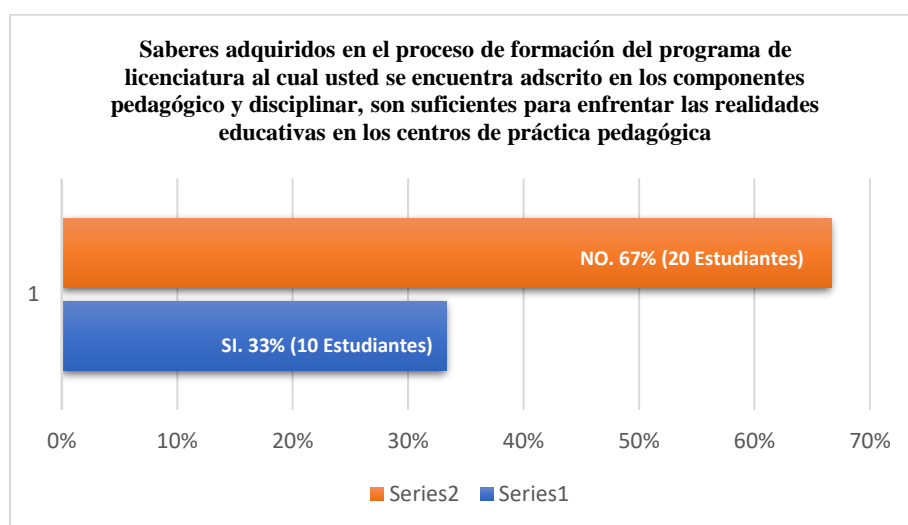 Saberes adquiridos en el proceso de formación del programa de
licenciatura al cual usted se encuentra adscrito en los componentes
pedagógico y disciplinar, son suficientes para enfrentar las realidades
educativas en los centros de práctica pedagógica
NO. 67% (20 Estudiantes)
1
SI. 33% (10 Estudiantes)
0% 10% 20% 30% 40% 50% 60% 70%
Series2 Series1